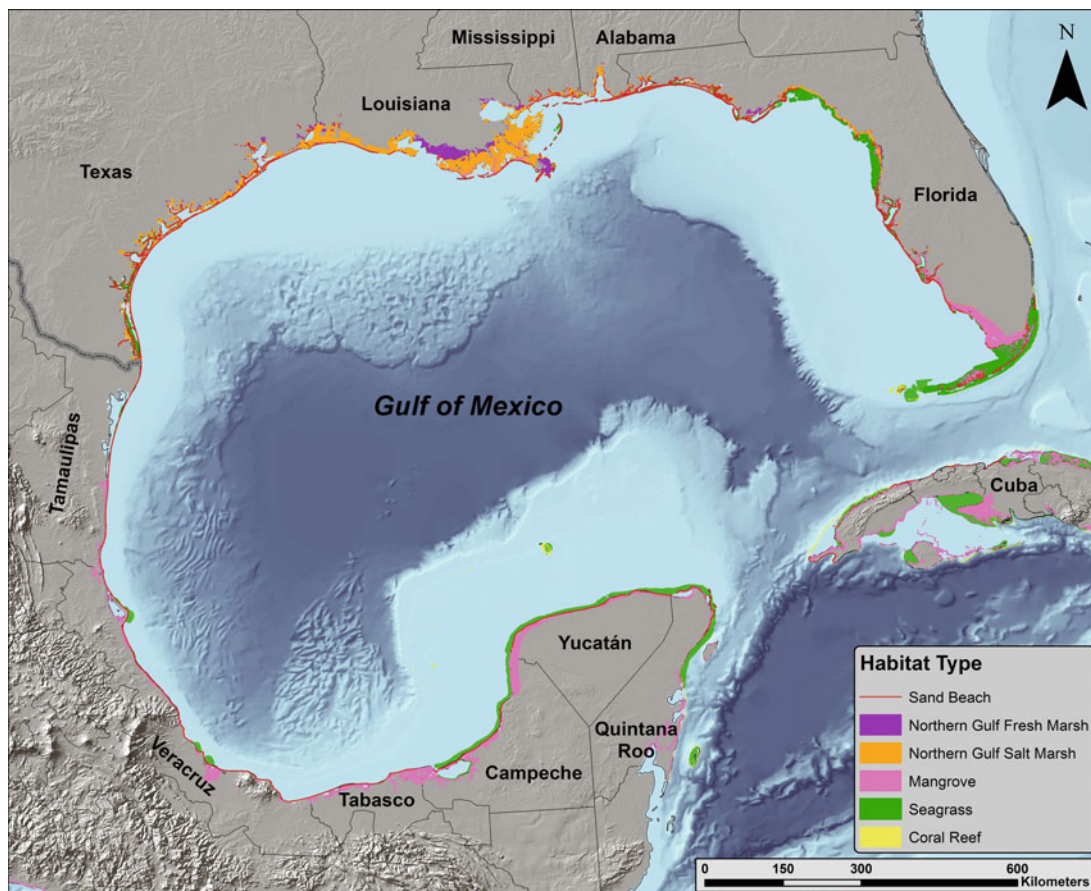 Mississippi
Alabama
N
Louisiana
Texas
Florida
Gulf of Mexico
Tamaulipas
Cuba
Yucatán
Quintana
Roo
Veracruz
Campeche
Tabasco
Habitat Type
Sand Beach
Northern Gulf Fresh Marsh
Northern Gulf Salt Marsh
Mangrove
Seagrass
Coral Reef
0 150 300 600
Kilometers